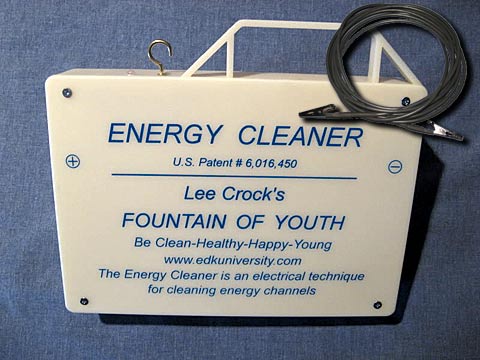 ENERGY CLEANER
U.S. Patent # 6,016,450
+
−
Lee Crock's
FOUNTAIN OF YOUTH
Be Clean-Healthy-Happy-Young
www.edkuniversity.com
The Energy Cleaner is an electrical technique
for cleaning energy channels